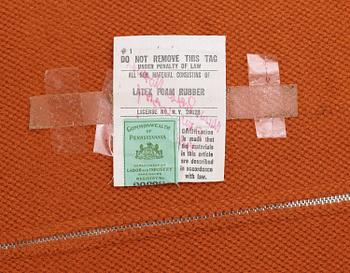 # 1
DO NOT REMOVE THIS TAG
UNDER PENALTY OF LAW
ALL NEW MATERIAL CONSISTING OF
LATEX FOAM RUBBER
LICENSE NO. N.Y.
Certification
is made that
the materials
in this article
are described
in accordance
with law.
COMMONWEALTH
OF
PENNSYLVANIA
DEPARTMENT OF
LABOR AND INDUSTRY